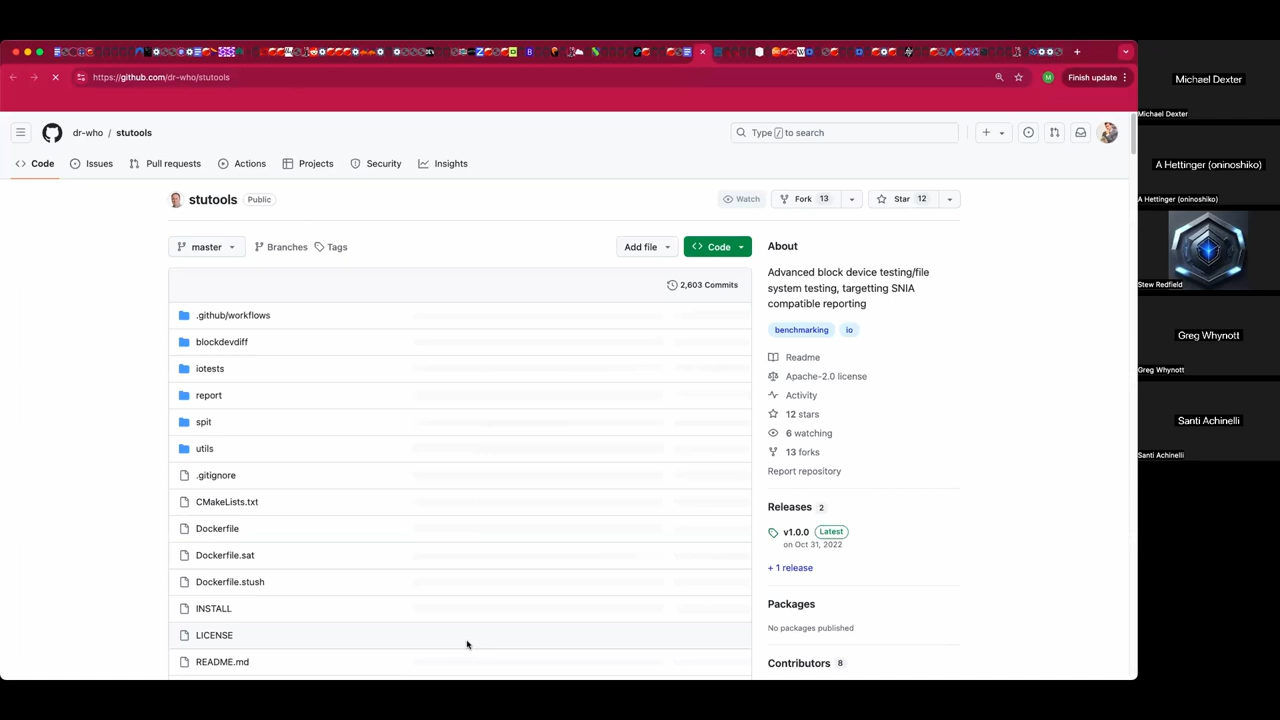 https://github.com/dr-who/stutools
Finish update
dr-who / stutools
Type / to search
Code
Issues
Pull requests
Actions
Projects
Security
Insights
stutools Public
Watch
Fork 13
Star 12
master
Branches
Tags
Add file
Code
2,603 Commits
.github/workflows
blockdevdiff
iotests
report
spit
utils
.gitignore
CMakeLists.txt
Dockerfile
Dockerfile.sat
Dockerfile.stush
INSTALL
LICENSE
README.md
About
Advanced block device testing/file
system testing, targetting SNIA
compatible reporting
benchmarking io
Readme
Apache-2.0 license
Activity
12 stars
6 watching
13 forks
Report repository
Releases 2
v1.0.0 Latest
on Oct 31, 2022
+ 1 release
Packages
No packages published
Contributors 8
Michael Dexter
Michael Dexter
A Hettinger (oninoshiko)
A Hettinger (oninoshiko)
Stew Redfield
Greg Whynott
Greg Whynott
Santi Achinelli
Santi Achinelli